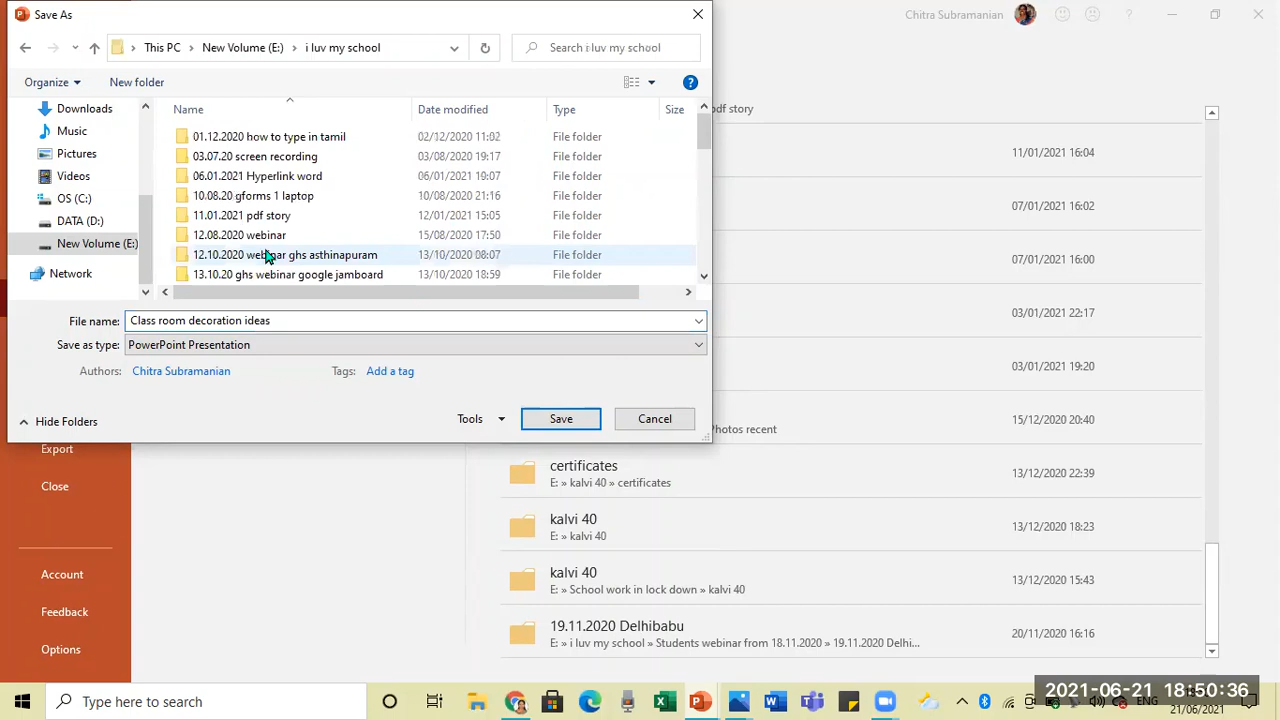 Save As
Chitra Subramanian
This PC
New Volume (E:)
i luv my school
Search i luv my school
Organize
New folder
Downloads
Music
Pictures
Videos
OS (C:)
DATA (D:)
New Volume (E:)
Network
Name Date modified Type Size
01.12.2020 how to type in tamil 02/12/2020 11:02 File folder
03.07.20 screen recording 03/08/2020 19:17 File folder
06.01.2021 Hyperlink word 06/01/2021 19:07 File folder
10.08.20 gforms 1 laptop 10/08/2020 21:16 File folder
11.01.2021 pdf story 12/01/2021 15:05 File folder
12.08.2020 webinar 15/08/2020 17:50 File folder
12.10.2020 webinar ghs asthinapuram 13/10/2020 08:07 File folder
13.10.20 ghs webinar google jamboard 13/10/2020 18:59 File folder
File name: Class room decoration ideas
Save as type: PowerPoint Presentation
Authors: Chitra Subramanian Tags: Add a tag
Hide Folders
Tools
Save
Cancel
pdf story
11/01/2021 16:04
07/01/2021 16:02
07/01/2021 16:00
03/01/2021 22:17
03/01/2021 19:20
15/12/2020 20:40
Photos recent
certificates 13/12/2020 22:39
E: » kalvi 40 » certificates
kalvi 40 13/12/2020 18:23
E: » kalvi 40
kalvi 40 13/12/2020 15:43
E: » School work in lock down » kalvi 40
19.11.2020 Delhibabu 20/11/2020 16:16
E: » i luv my school » Students webinar from 18.11.2020 » 19.11.2020 Delhi...
Export
Close
Account
Feedback
Options
Type here to search
ENG
2021-06-21 18:50:36
21/06/2021